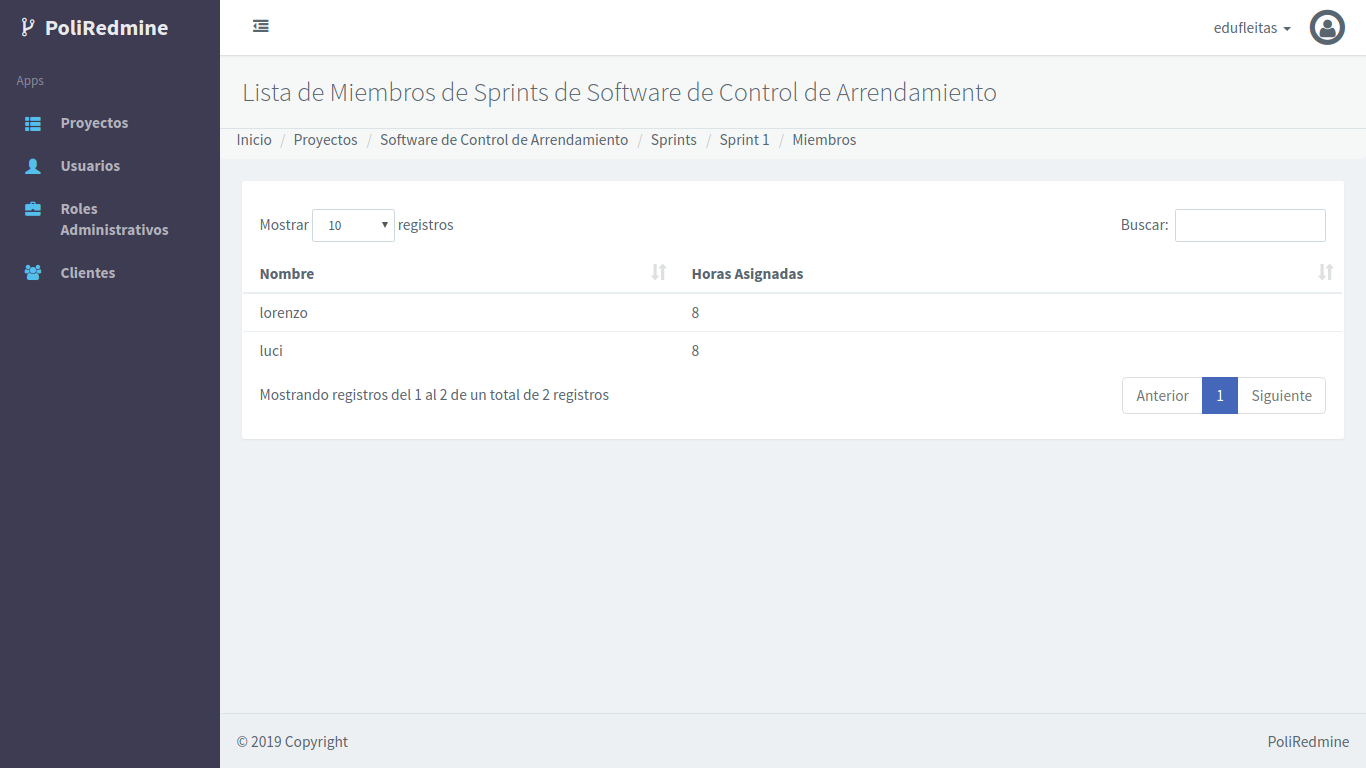 PoliRedmine
edufleitas
Apps
Proyectos
Usuarios
Roles
Administrativos
Clientes
Lista de Miembros de Sprints de Software de Control de Arrendamiento
Inicio / Proyectos / Software de Control de Arrendamiento / Sprints / Sprint 1 / Miembros
Mostrar 10 registros Buscar:
Nombre Horas Asignadas
lorenzo 8
luci 8
Mostrando registros del 1 al 2 de un total de 2 registros
Anterior 1 Siguiente
© 2019 Copyright PoliRedmine